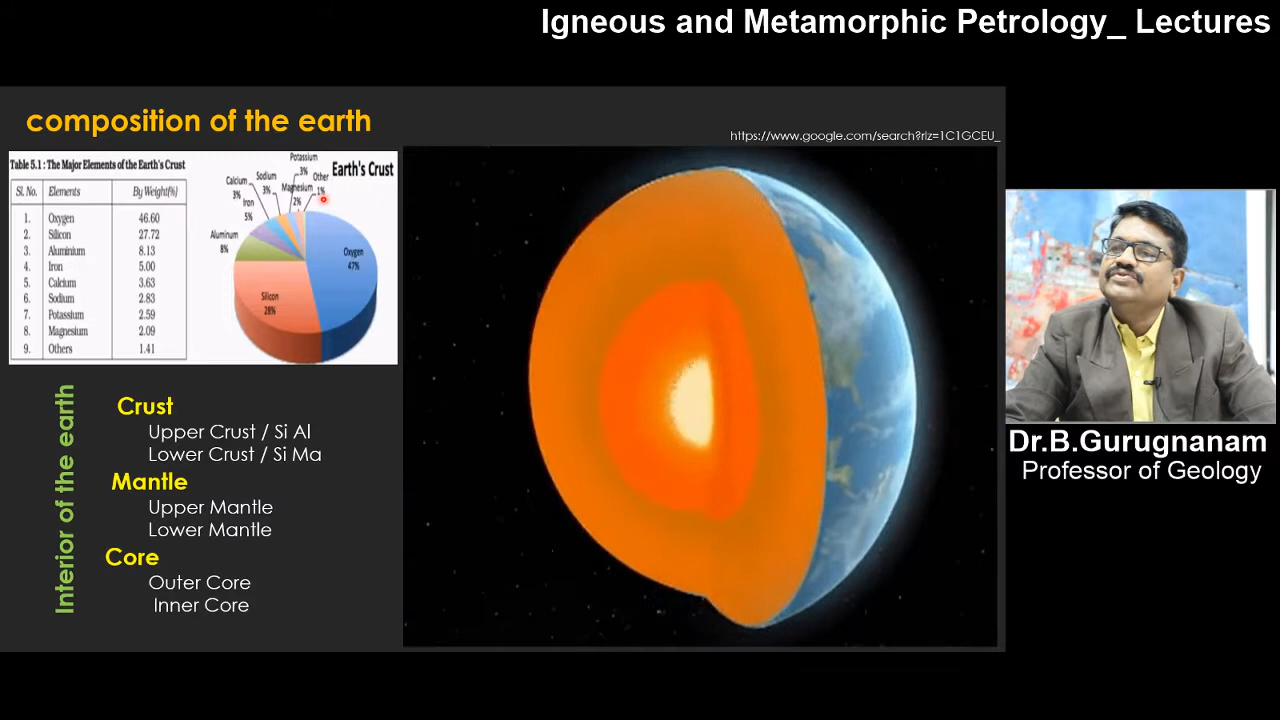 Igneous and Metamorphic Petrology_ Lectures
composition of the earth
https://www.google.com/search?rlz=1C1GCEU_
Table 5.1 : The Major Elements of the Earth's Crust
Sl. No. Elements By Weight(%)
1. Oxygen 46.60
2. Silicon 27.72
3. Aluminium 8.13
4. Iron 5.00
5. Calcium 3.63
6. Sodium 2.83
7. Potassium 2.59
8. Magnesium 2.09
9. Others 1.41
Earth's Crust
Potassium
3%
Other
1%
Sodium
3%
Magnesium
2%
Calcium
3%
Iron
5%
Aluminum
8%
Oxygen
47%
Silicon
28%
Interior of the earth
Crust
Upper Crust / Si Al
Lower Crust / Si Ma
Mantle
Upper Mantle
Lower Mantle
Core
Outer Core
Inner Core
Dr.B.Gurugnanam
Professor of Geology